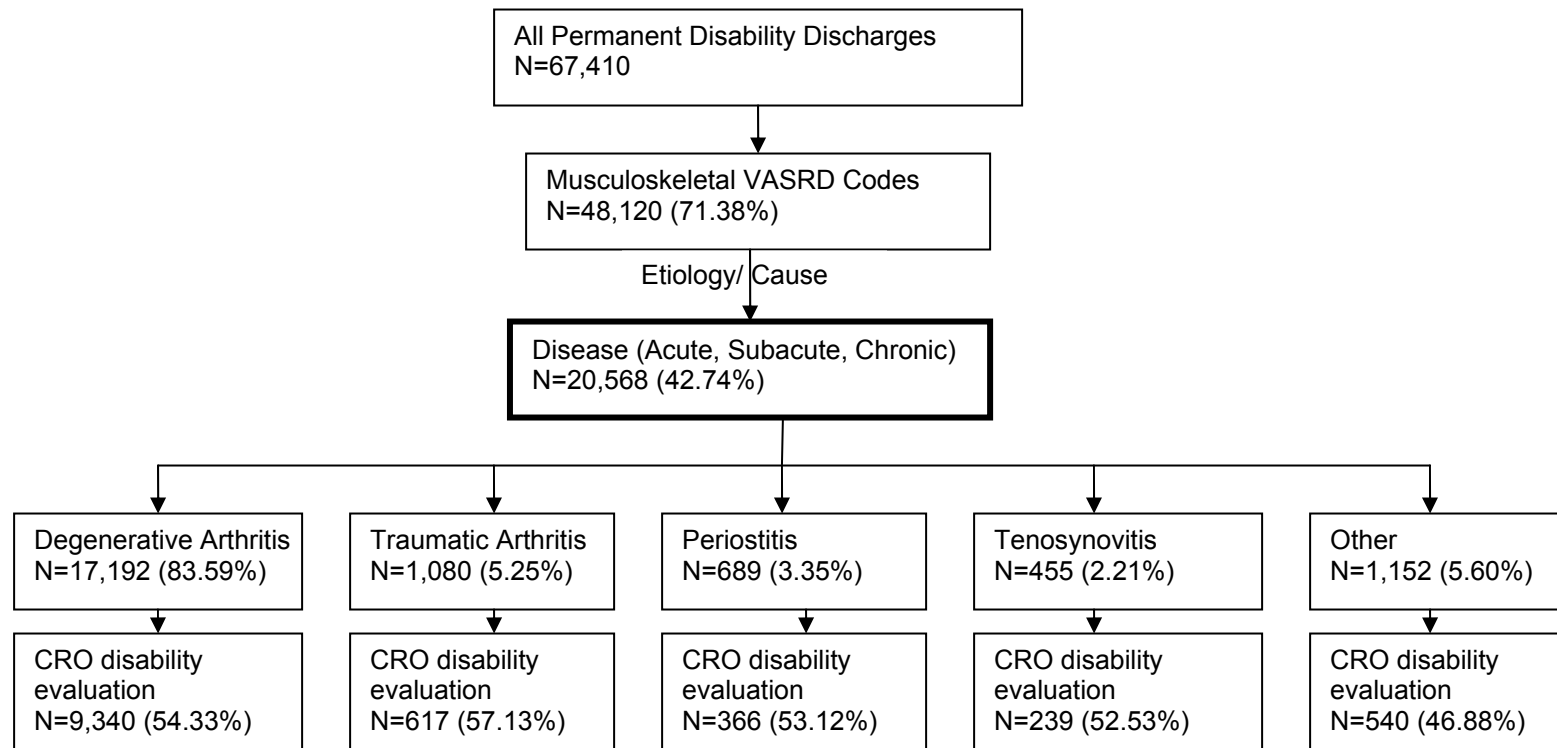 All Permanent Disability Discharges
N=67,410
Musculoskeletal VASRD Codes
N=48,120 (71.38%)
Etiology/ Cause
Disease (Acute, Subacute, Chronic)
N=20,568 (42.74%)
Degenerative Arthritis
N=17,192 (83.59%)
Traumatic Arthritis
N=1,080 (5.25%)
Periostitis
N=689 (3.35%)
Tenosynovitis
N=455 (2.21%)
Other
N=1,152 (5.60%)
CRO disability
evaluation
N=9,340 (54.33%)
CRO disability
evaluation
N=617 (57.13%)
CRO disability
evaluation
N=366 (53.12%)
CRO disability
evaluation
N=239 (52.53%)
CRO disability
evaluation
N=540 (46.88%)